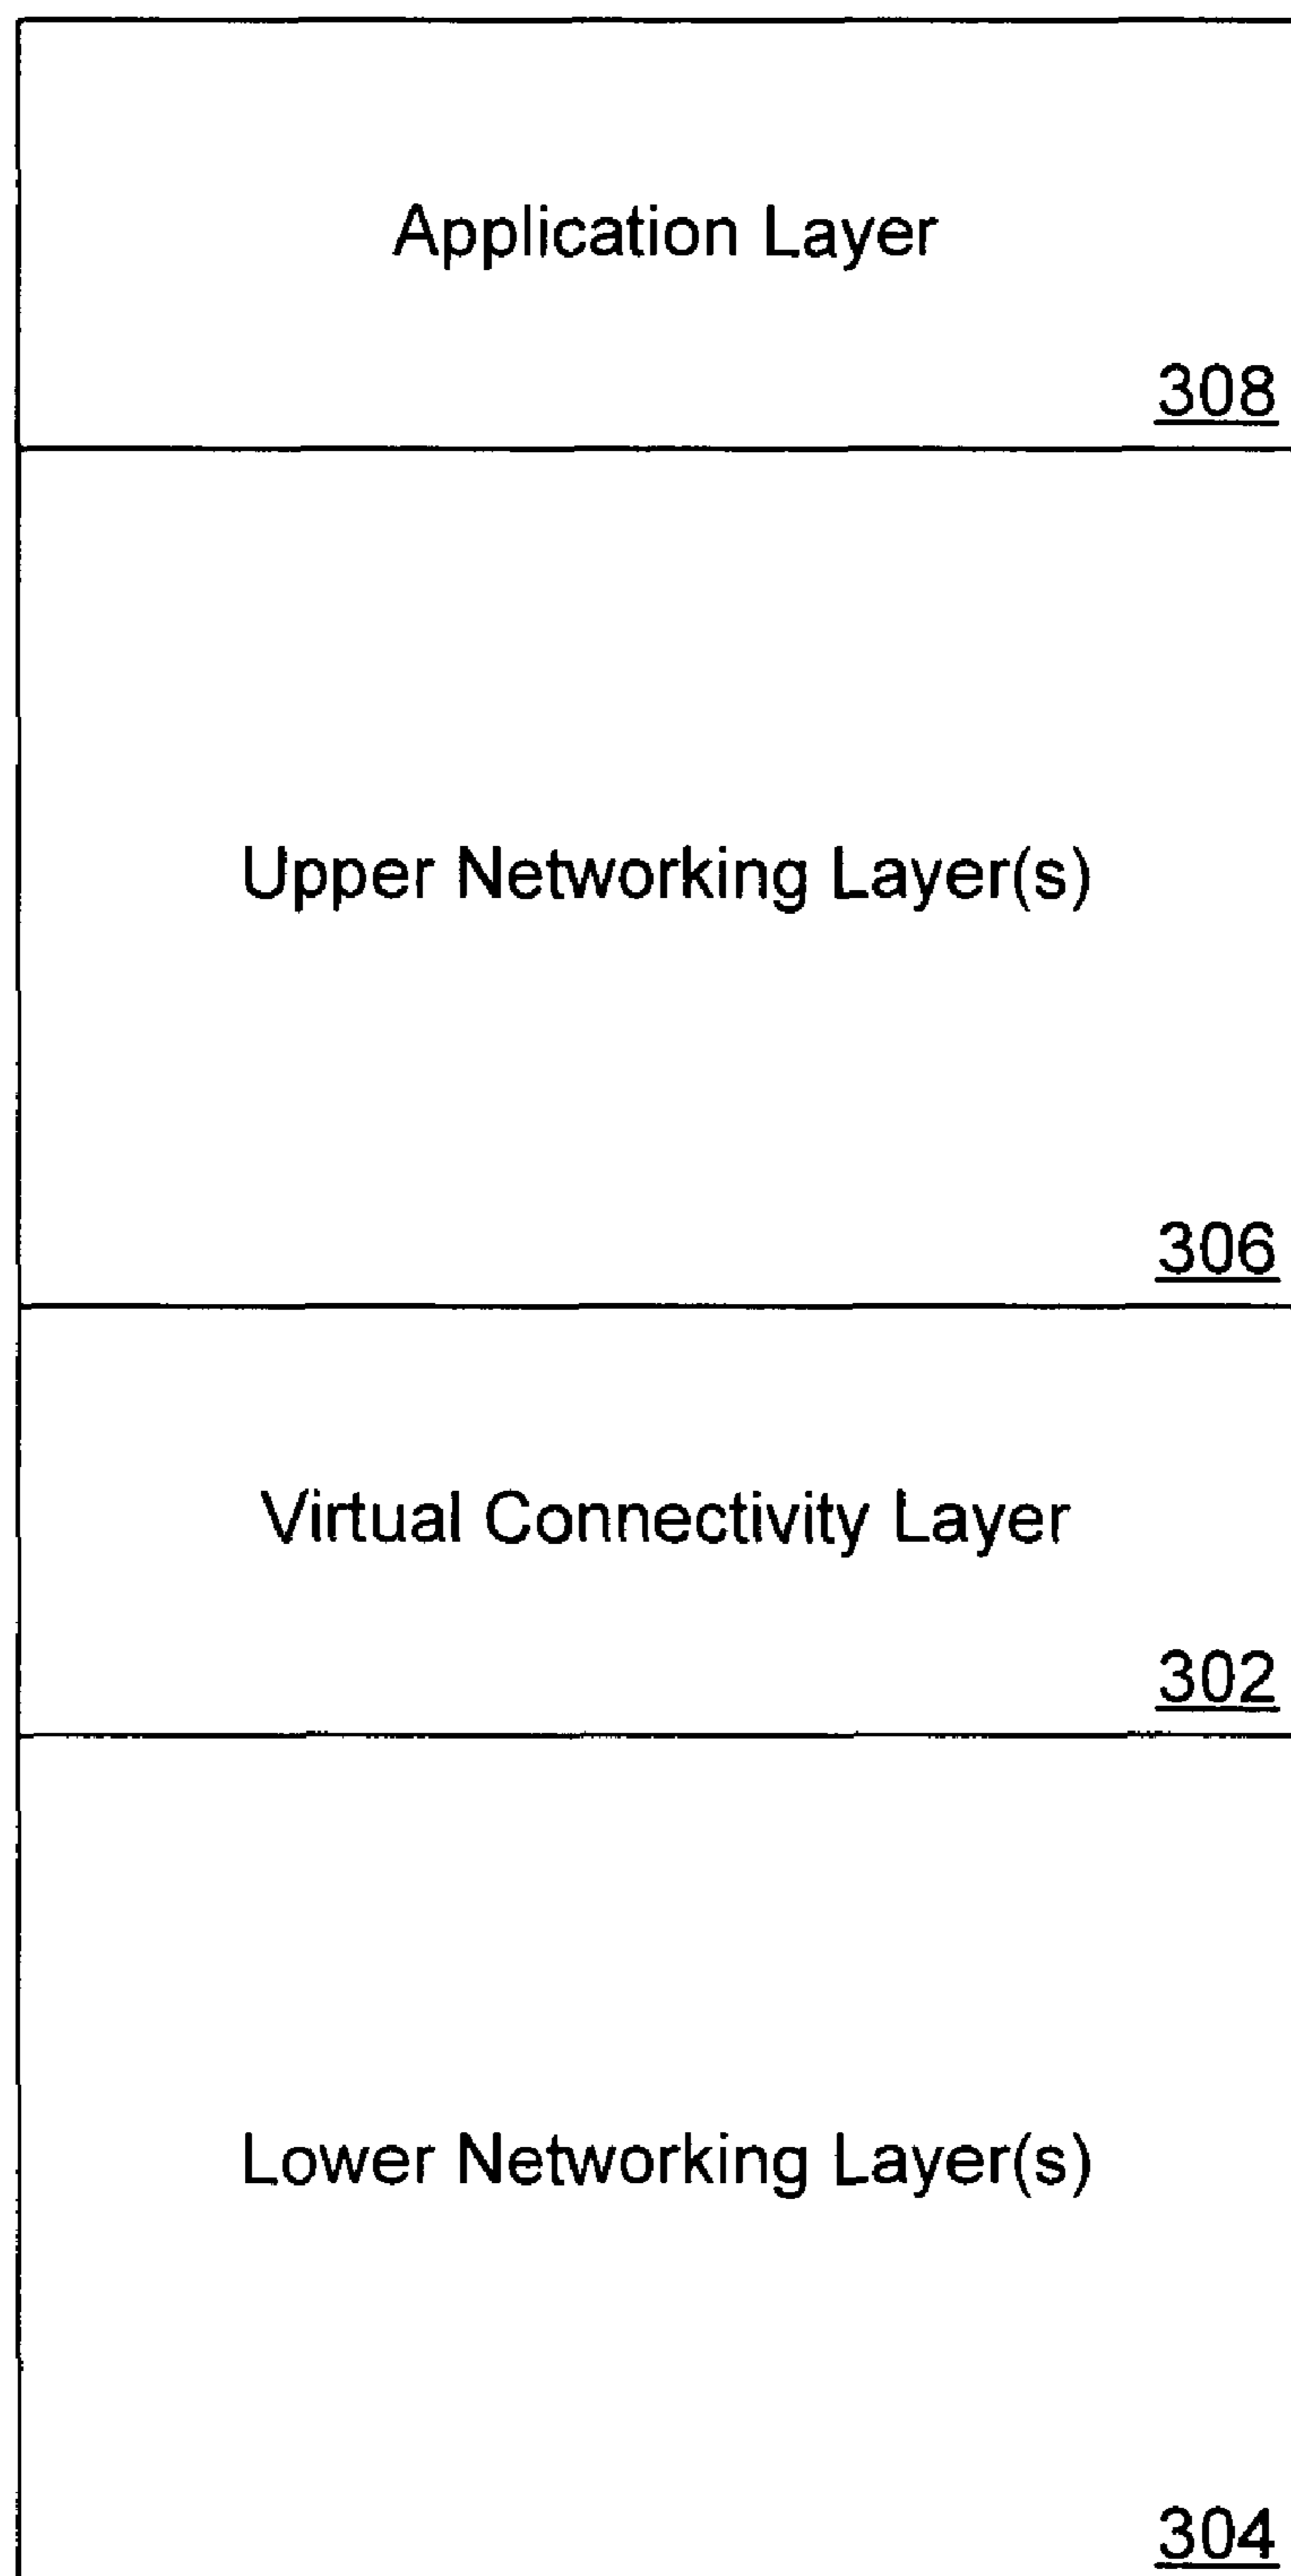 Application Layer
308
Upper Networking Layer(s)
306
Virtual Connectivity Layer
302
Lower Networking Layer(s)
304